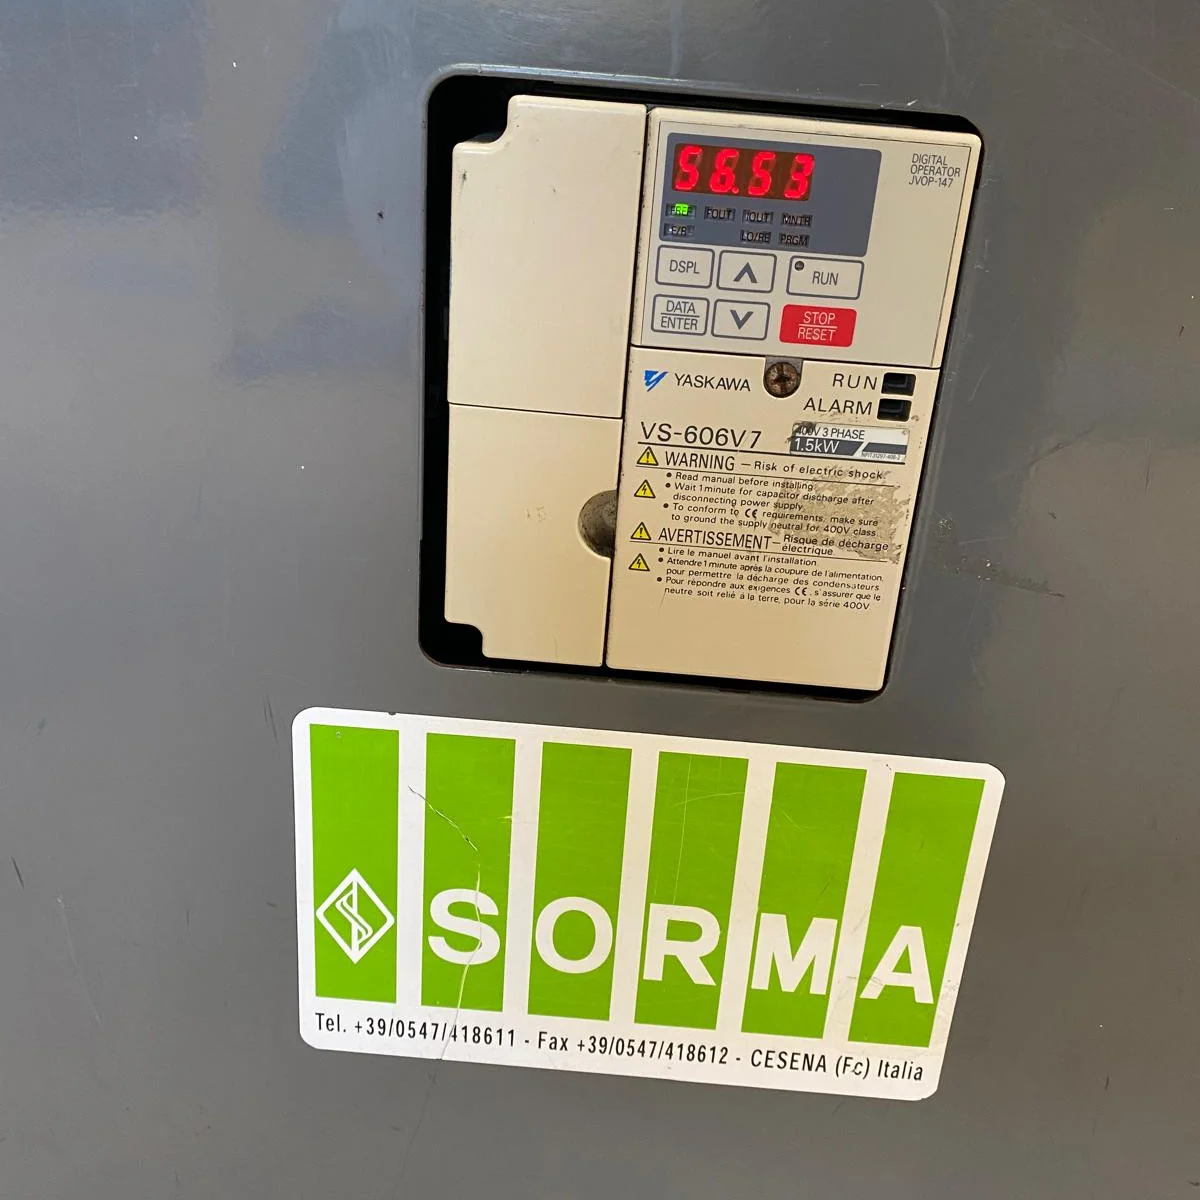 56.53
DIGITAL
OPERATOR
JVOP-147
FREF FOUT IOUT MNTR
F/R LO/RE PRGM
DSPL
RUN
DATA
ENTER
STOP
RESET
YASKAWA
RUN
ALARM
VS-606V7
400V 3 PHASE
1.5kW
WARNING – Risk of electric shock.
• Read manual before installing.
• Wait 1 minute for capacitor discharge after
disconnecting power supply.
• To conform to CE requirements, make sure
to ground the supply neutral for 400V class.
AVERTISSEMENT – Risque de décharge
électrique
• Lire le manuel avant l'installation.
• Attendre 1 minute après la coupure de l'alimentation,
pour permettre la décharge des condensateurs
• Pour répondre aux exigences CE, s'assurer que le
neutre soit relié à la terre, pour la série 400V
SORMA
Tel. +39/0547/418611 - Fax +39/0547/418612 - CESENA (Fc) Italia